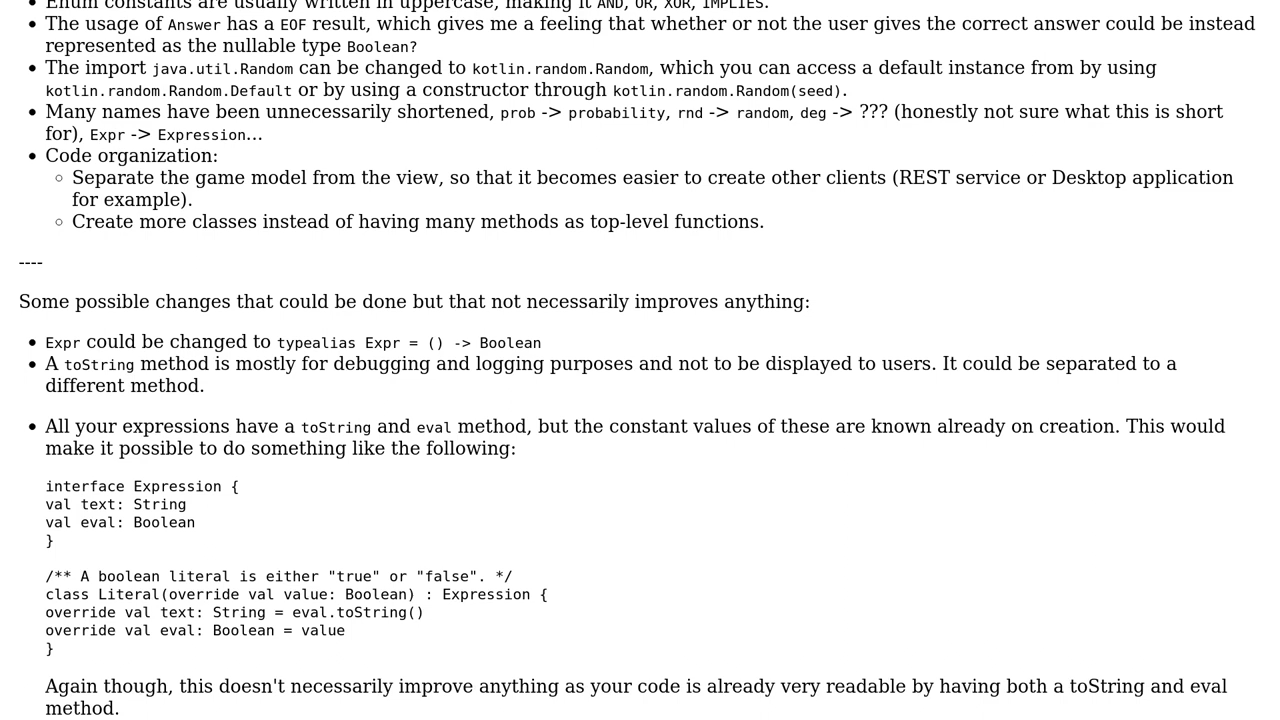 Enum constants are usually written in uppercase, making it AND, OR, XOR, IMPLIES.
The usage of Answer has a EOF result, which gives me a feeling that whether or not the user gives the correct answer could be instead
represented as the nullable type Boolean?
The import java.util.Random can be changed to kotlin.random.Random, which you can access a default instance from by using
kotlin.random.Random.Default or by using a constructor through kotlin.random.Random(seed).
Many names have been unnecessarily shortened, prob -> probability, rnd -> random, deg -> ??? (honestly not sure what this is short
for), Expr -> Expression...
Code organization:
Separate the game model from the view, so that it becomes easier to create other clients (REST service or Desktop application
for example).
Create more classes instead of having many methods as top-level functions.
----
Some possible changes that could be done but that not necessarily improves anything:
Expr could be changed to typealias Expr = () -> Boolean
A toString method is mostly for debugging and logging purposes and not to be displayed to users. It could be separated to a
different method.
All your expressions have a toString and eval method, but the constant values of these are known already on creation. This would
make it possible to do something like the following:
interface Expression {
val text: String
val eval: Boolean
}
/** A boolean literal is either "true" or "false". */
class Literal(override val value: Boolean) : Expression {
override val text: String = eval.toString()
override val eval: Boolean = value
}
Again though, this doesn't necessarily improve anything as your code is already very readable by having both a toString and eval
method.